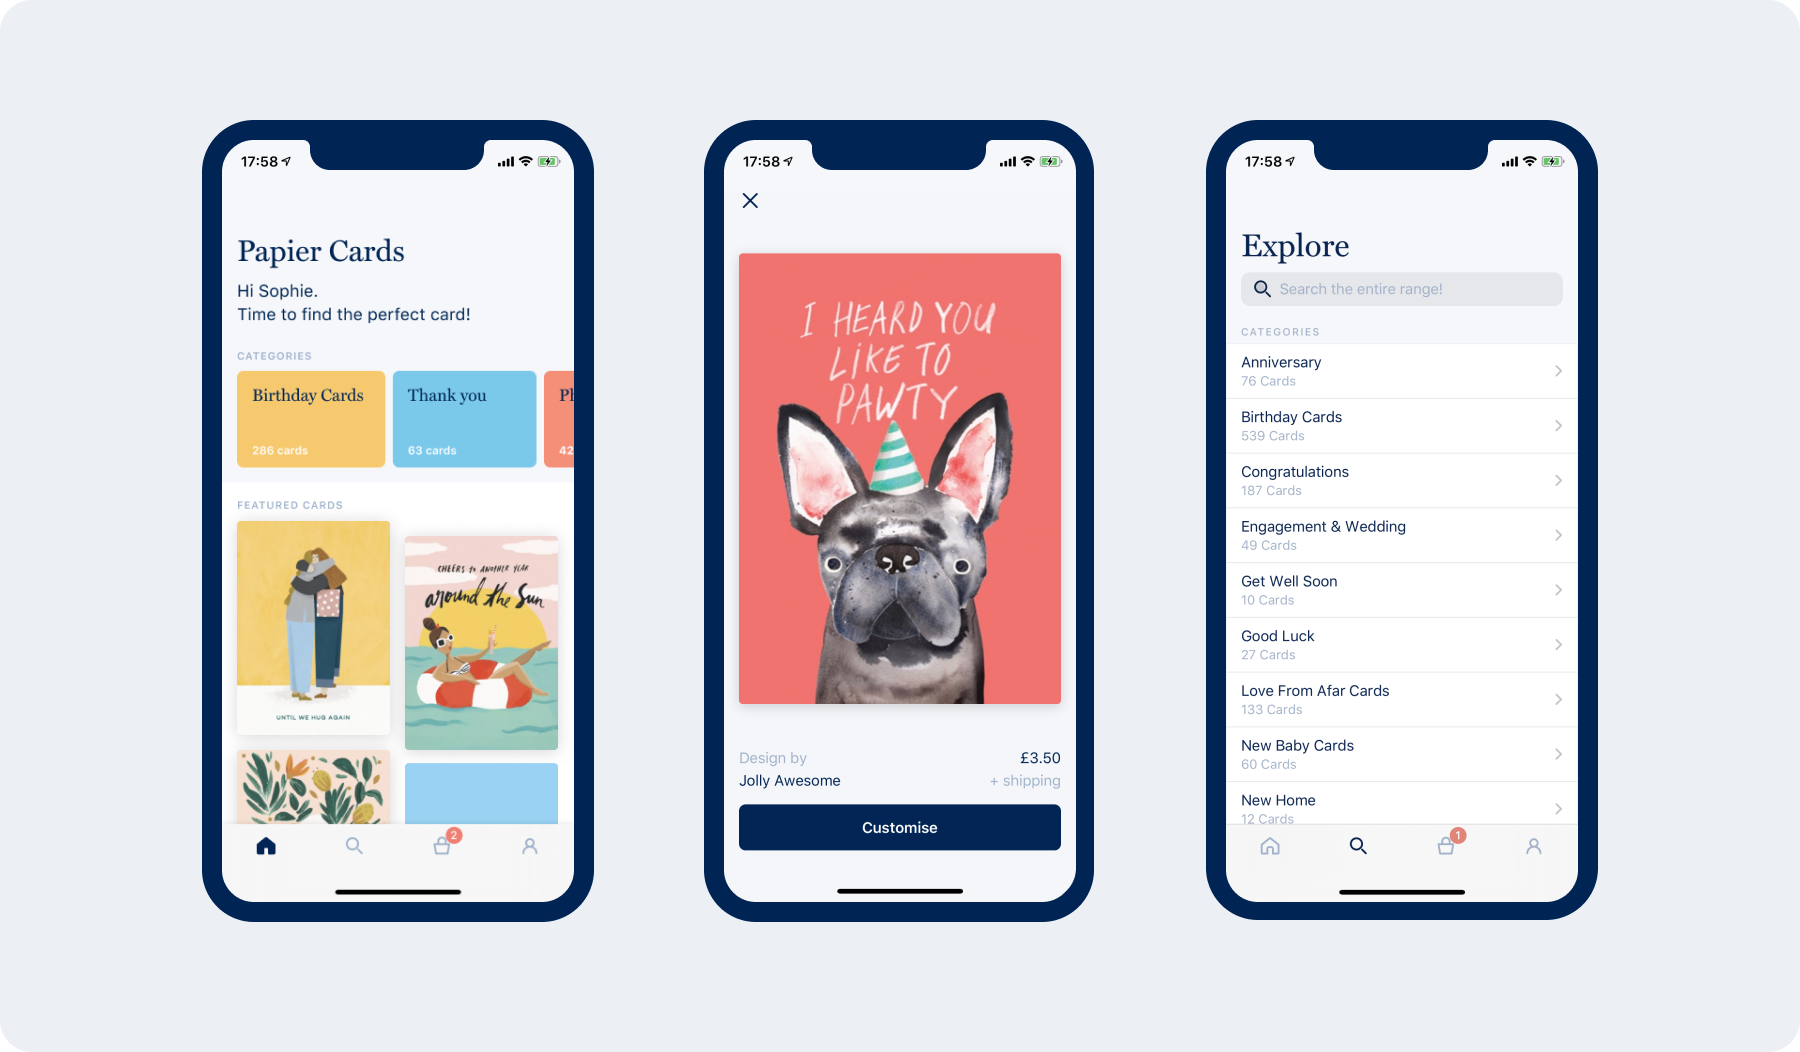 17:58
Papier Cards
Hi Sophie.
Time to find the perfect card!
CATEGORIES
Birthday Cards
286 cards
Thank you
63 cards
Ph
42
FEATURED CARDS
UNTIL WE HUG AGAIN
CHEERS to ANOTHER YEAR
around the Sun
2
17:58
I HEARD YOU
LIKE TO
PAWTY
Design by
£3.50
Jolly Awesome
+ shipping
Customise
17:58
Explore
Search the entire range!
CATEGORIES
Anniversary
76 Cards
Birthday Cards
539 Cards
Congratulations
187 Cards
Engagement & Wedding
49 Cards
Get Well Soon
10 Cards
Good Luck
27 Cards
Love From Afar Cards
133 Cards
New Baby Cards
60 Cards
New Home
12 Cards
1